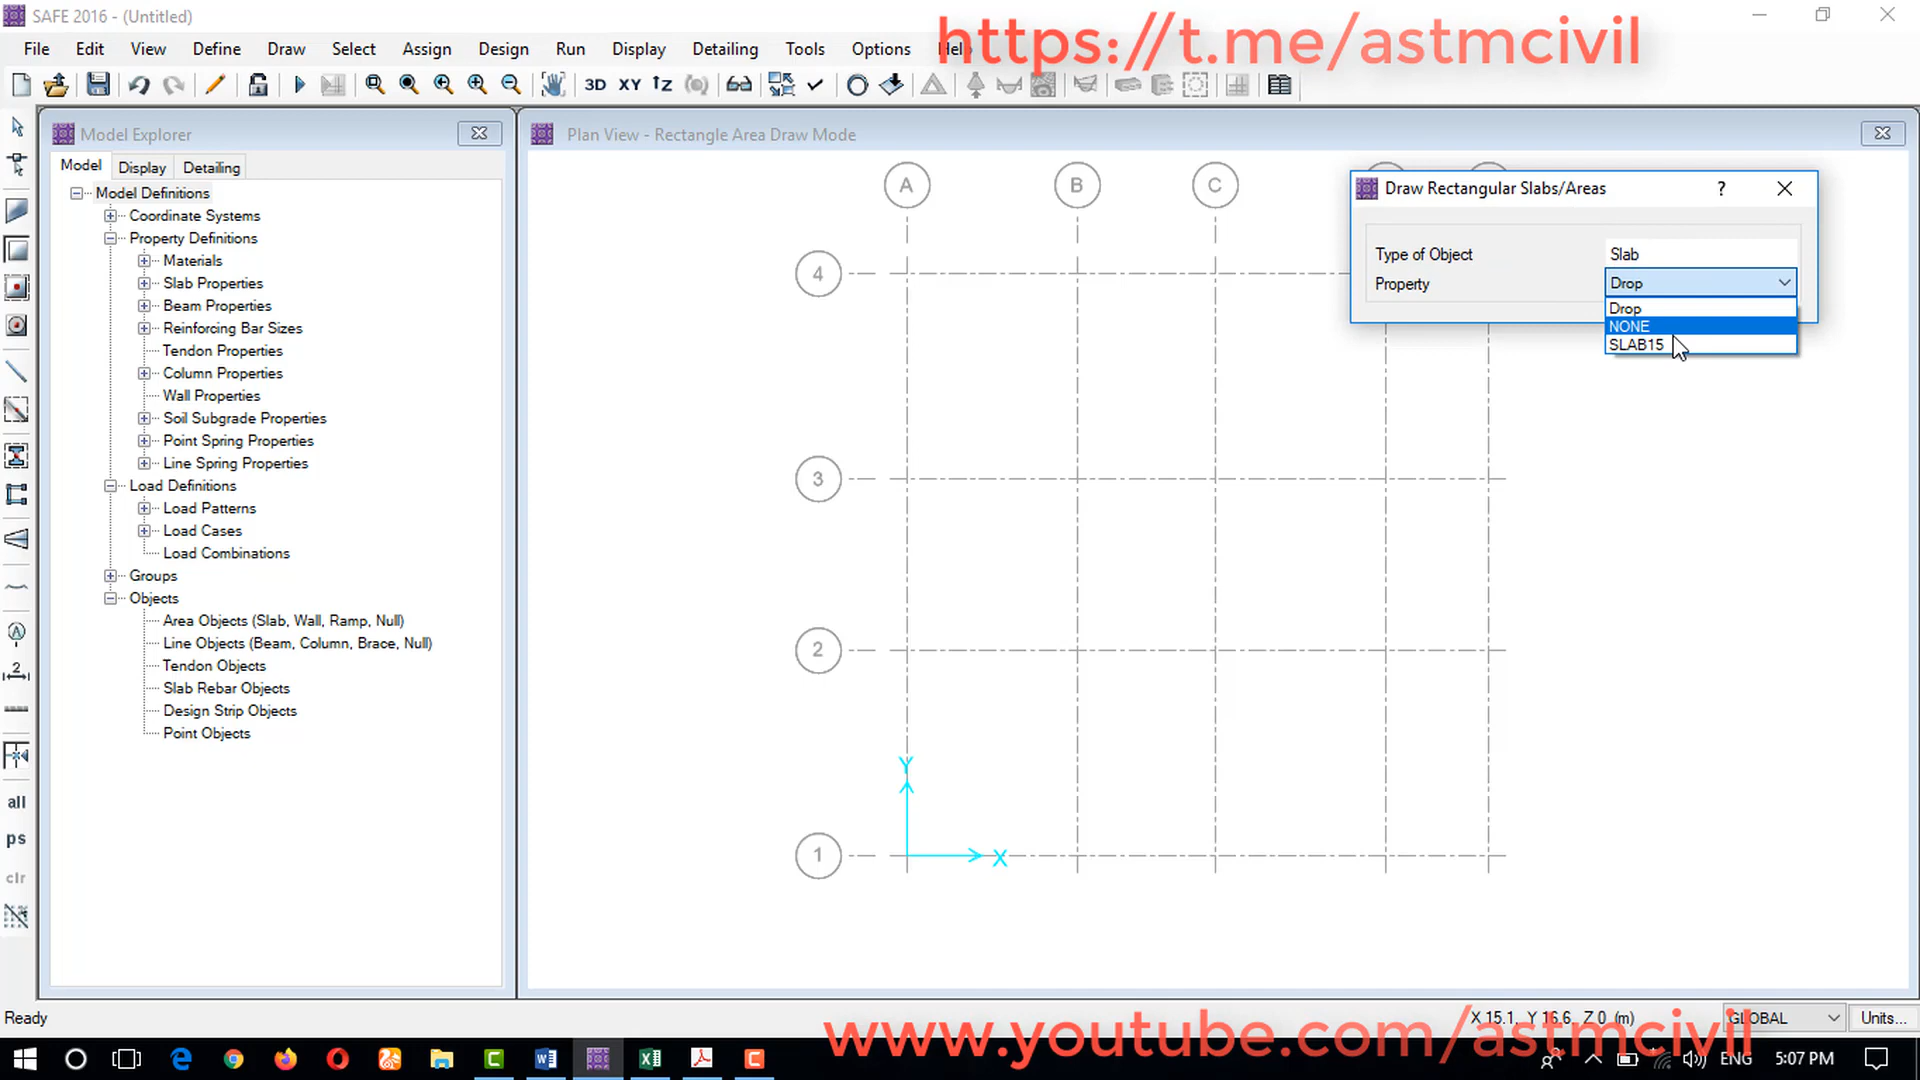 SAFE 2016 - (Untitled)
https://t.me/astmcivil
File Edit View Define Draw Select Assign Design Run Display Detailing Tools Options Help
3D XY
Model Explorer
Plan View - Rectangle Area Draw Mode
Model Display Detailing
Model Definitions
Coordinate Systems
Property Definitions
Materials
Slab Properties
Beam Properties
Reinforcing Bar Sizes
Tendon Properties
Column Properties
Wall Properties
Soil Subgrade Properties
Point Spring Properties
Line Spring Properties
Load Definitions
Load Patterns
Load Cases
Load Combinations
Groups
Objects
Area Objects (Slab, Wall, Ramp, Null)
Line Objects (Beam, Column, Brace, Null)
Tendon Objects
Slab Rebar Objects
Design Strip Objects
Point Objects
all
ps
clr
A B C
4
3
2
1
Y
X
Draw Rectangular Slabs/Areas ?
Type of Object Slab
Property Drop
Drop
NONE
SLAB15
Ready
X 15.1, Y 16.6, Z 0 (m)
GLOBAL
Units...
www.youtube.com/astmcivil
ENG 5:07 PM